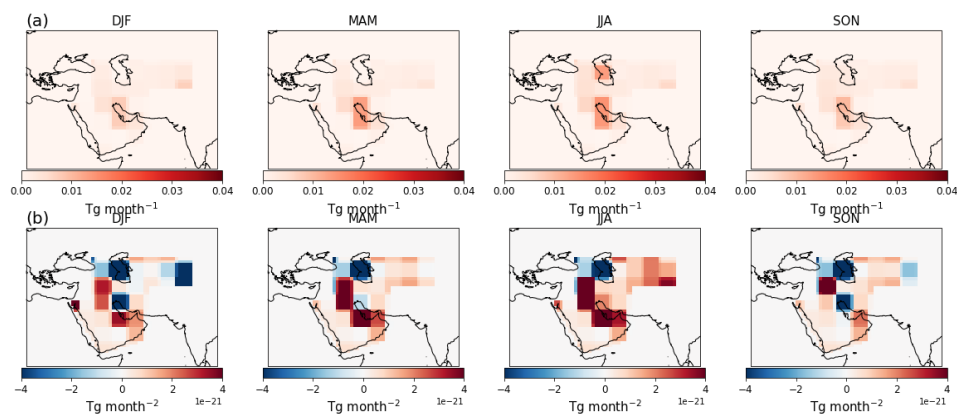 (a) DJF MAM JJA SON
0.00 0.01 0.02 0.03 0.04 0.00 0.01 0.02 0.03 0.04 0.00 0.01 0.02 0.03 0.04 0.00 0.01 0.02 0.03 0.04
Tg month⁻¹ Tg month⁻¹ Tg month⁻¹ Tg month⁻¹
(b) DJF MAM JJA SON
−4 −2 0 2 4 −4 −2 0 2 4 −4 −2 0 2 4 −4 −2 0 2 4
Tg month⁻² 1e−21 Tg month⁻² 1e−21 Tg month⁻² 1e−21 Tg month⁻² 1e−21